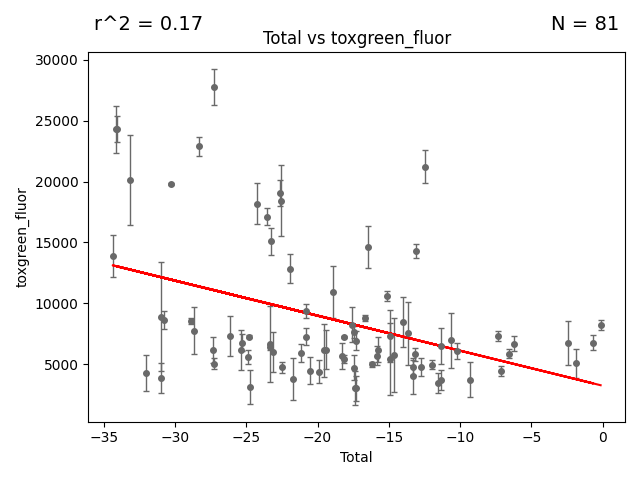 r^2 = 0.17
N = 81
Total vs toxgreen_fluor
30000
25000
20000
15000
10000
5000
toxgreen_fluor
−35
−30
−25
−20
−15
−10
−5
0
Total